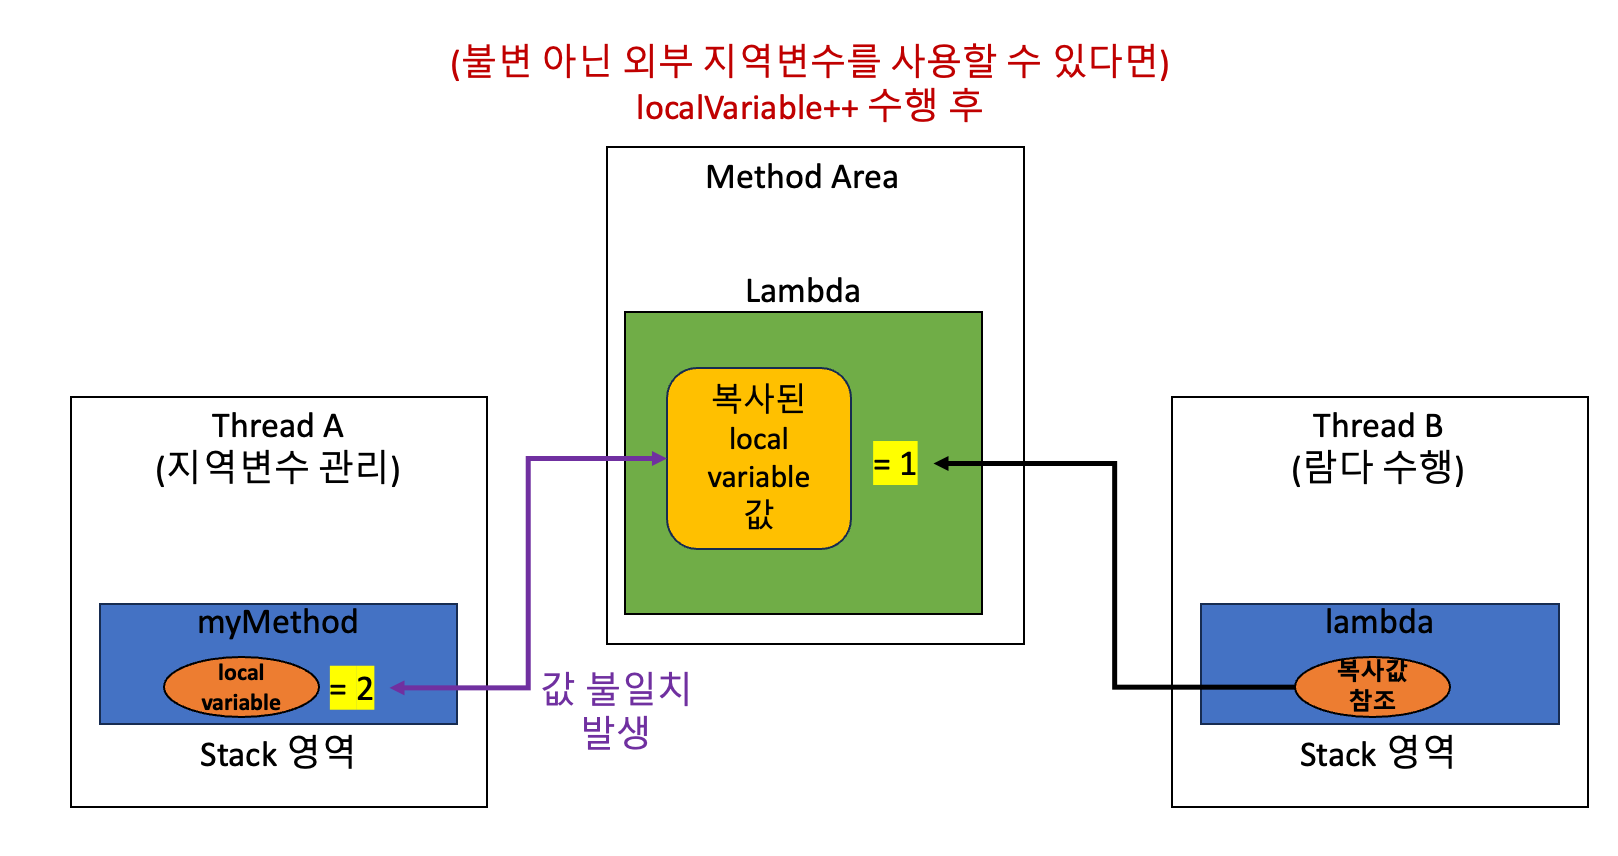 (불변 아닌 외부 지역변수를 사용할 수 있다면)
localVariable++ 수행 후
Method Area
Lambda
복사된
local
variable
값
= 1
Thread A
(지역변수 관리)
myMethod
local
variable
= 2
Stack 영역
값 불일치
발생
Thread B
(람다 수행)
lambda
복사값
참조
Stack 영역